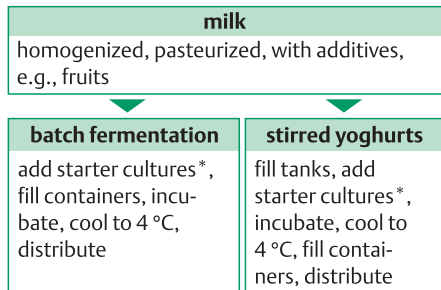 milk
homogenized, pasteurized, with additives,
e.g., fruits
batch fermentation
add starter cultures*,
fill containers, incu-
bate, cool to 4 °C,
distribute
stirred yoghurts
fill tanks, add
starter cultures*,
incubate, cool to
4 °C, fill contai-
ners, distribute